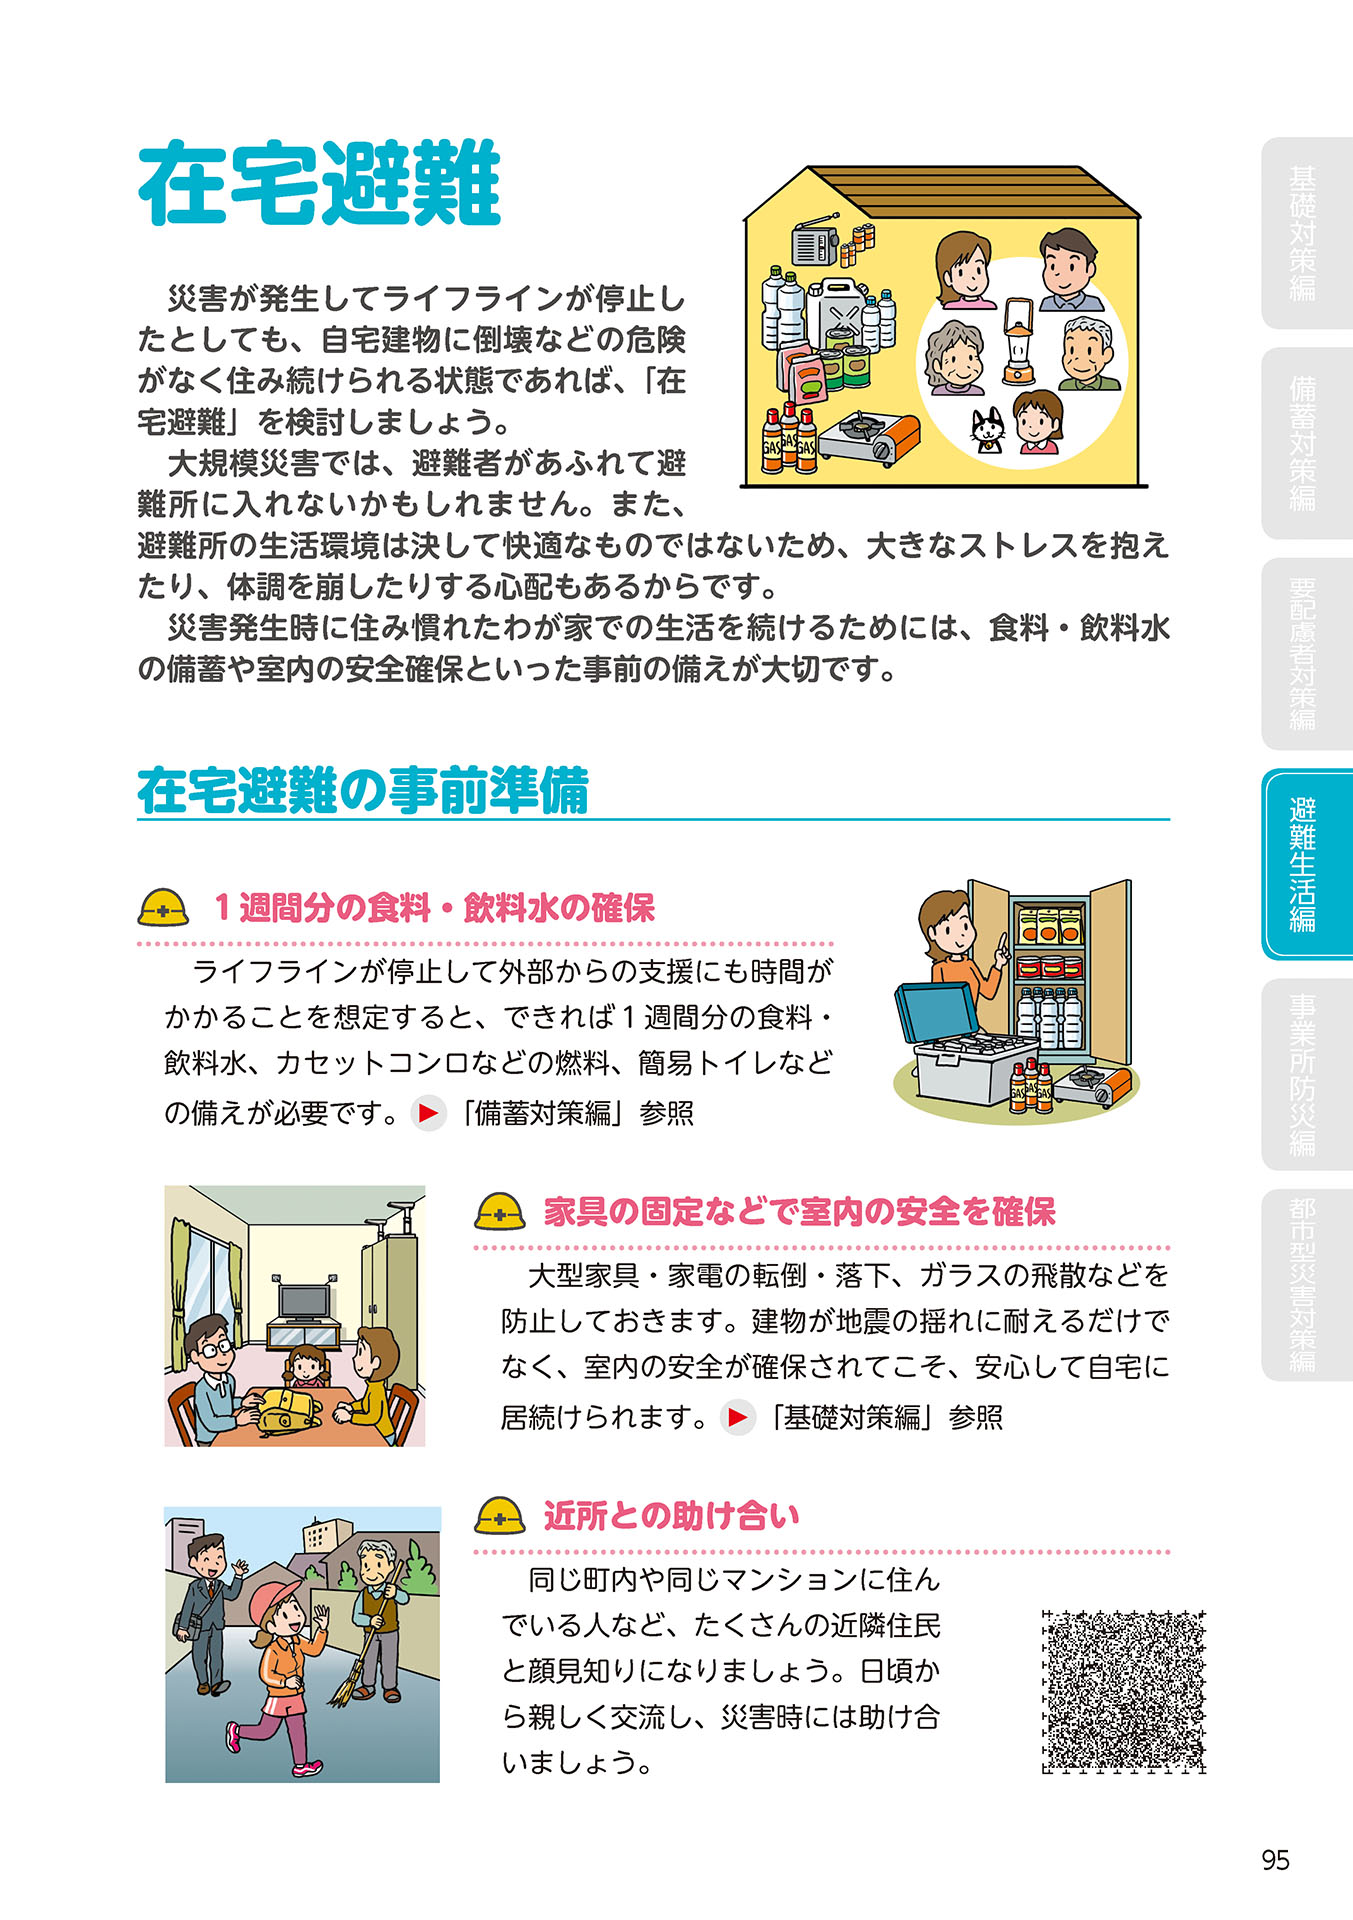 在宅避難
災害が発生してライフラインが停止し
たとしても、自宅建物に倒壊などの危険
がなく住み続けられる状態であれば、「在
宅避難」を検討しましょう。
大規模災害では、避難者があふれて避
難所に入れないかもしれません。また、
避難所の生活環境は決して快適なものではないため、大きなストレスを抱え
たり、体調を崩したりする心配もあるからです。
災害発生時に住み慣れたわが家での生活を続けるためには、食料・飲料水
の備蓄や室内の安全確保といった事前の備えが大切です。
GAS
GAS
GAS
在宅避難の事前準備
1週間分の食料・飲料水の確保
ライフラインが停止して外部からの支援にも時間が
かかることを想定すると、できれば1週間分の食料・
飲料水、カセットコンロなどの燃料、簡易トイレなど
の備えが必要です。▶「備蓄対策編」参照
GAS
GAS
GAS
家具の固定などで室内の安全を確保
大型家具・家電の転倒・落下、ガラスの飛散などを
防止しておきます。建物が地震の揺れに耐えるだけで
なく、室内の安全が確保されてこそ、安心して自宅に
居続けられます。▶「基礎対策編」参照
近所との助け合い
同じ町内や同じマンションに住ん
でいる人など、たくさんの近隣住民
と顔見知りになりましょう。日頃か
ら親しく交流し、災害時には助け合
いましょう。
基礎対策編
備蓄対策編
要配慮者対策編
避難生活編
事業所防災編
都市型災害対策編
95